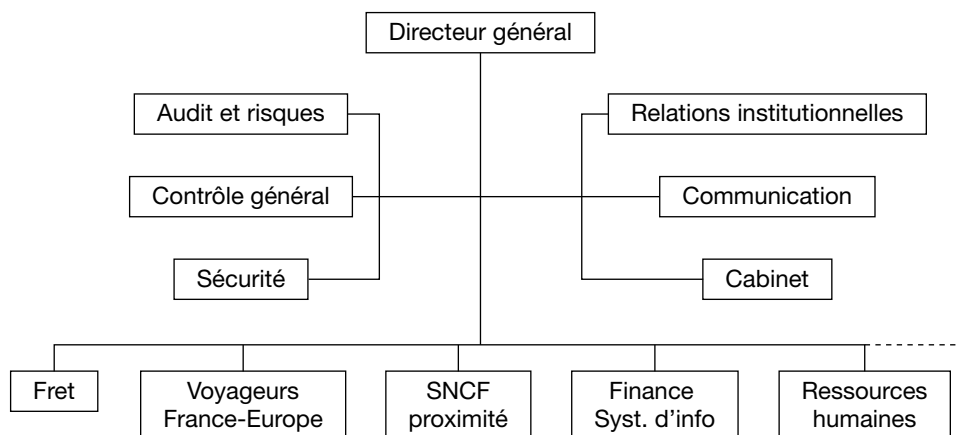 Directeur général
Audit et risques
Relations institutionnelles
Contrôle général
Communication
Sécurité
Cabinet
Fret
Voyageurs
France-Europe
SNCF
proximité
Finance
Syst. d’info
Ressources
humaines